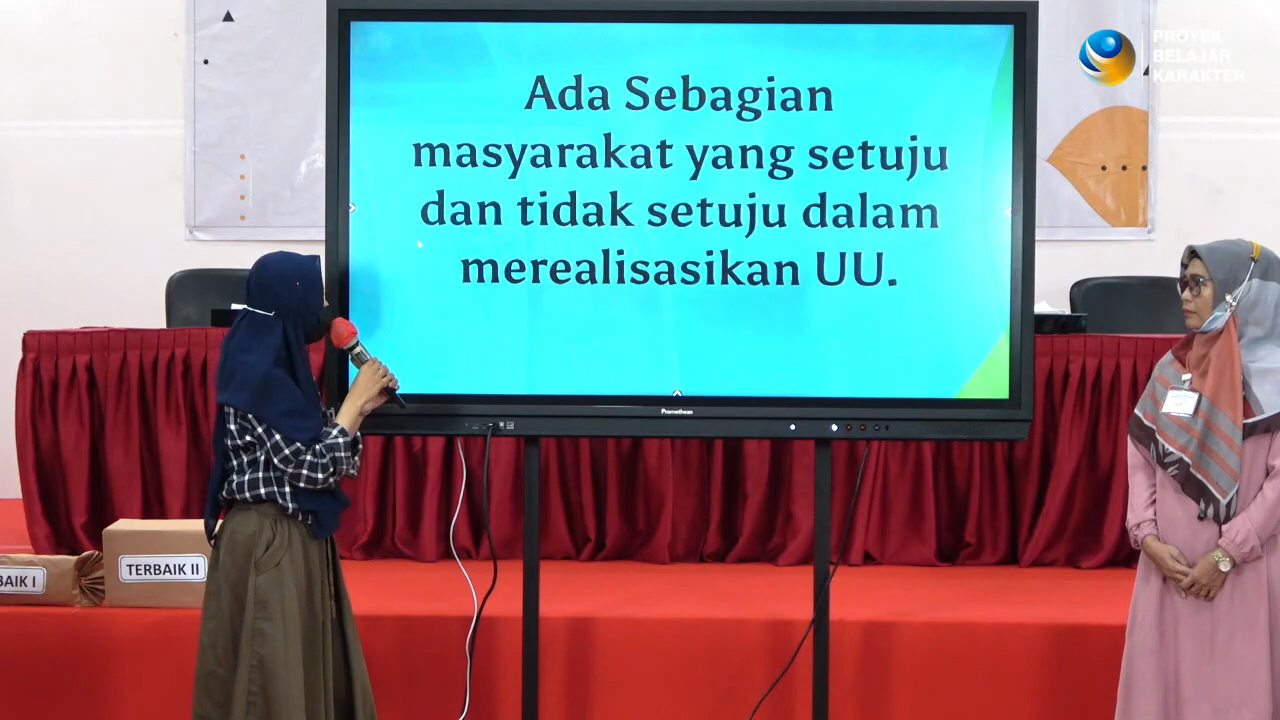 PROYEK
BELAJAR
KARAKTER
Ada Sebagian
masyarakat yang setuju
dan tidak setuju dalam
merealisasikan UU.
Promethean
BAIK I
TERBAIK II